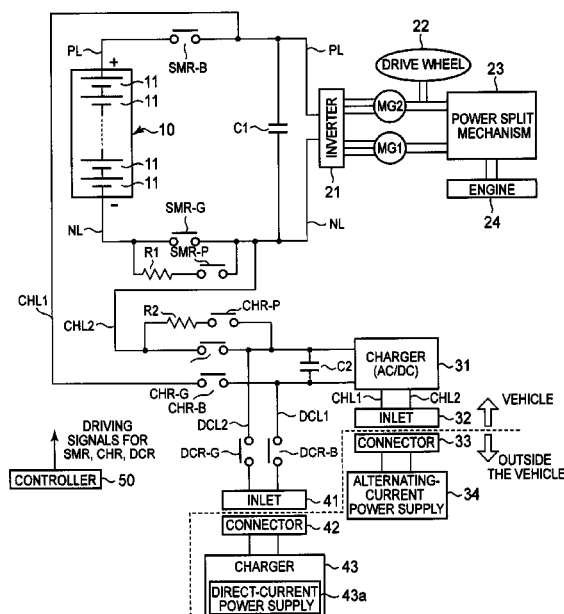 22
DRIVE WHEEL
23
POWER SPLIT
MECHANISM
MG2
MG1
INVERTER
21
ENGINE
24
PL
+
SMR-B
PL
11
11
10
11
11
-
C1
NL
SMR-G
SMR-P
R1
NL
CHL1
CHL2
R2
CHR-P
C2
CHARGER
(AC/DC)
31
CHR-G
CHR-B
DCL2
DCL1
CHL1
CHL2
INLET
32
VEHICLE
CONNECTOR
33
OUTSIDE
THE VEHICLE
ALTERNATING-
CURRENT
POWER SUPPLY
34
DRIVING
SIGNALS FOR
SMR, CHR, DCR
CONTROLLER
50
DCR-G
DCR-B
INLET
41
CONNECTOR
42
CHARGER
43
DIRECT-CURRENT
POWER SUPPLY
43a